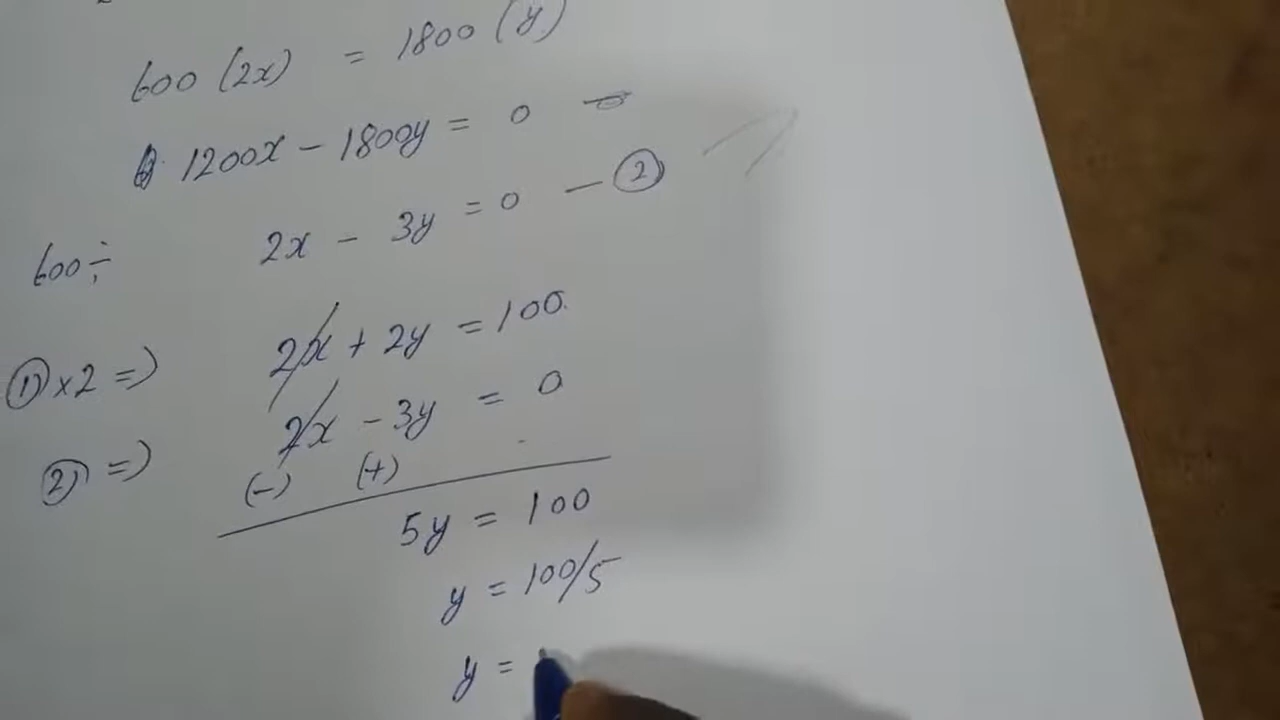 600 (2x) = 1800 (y)
1200x - 1800y = 0
600÷ 2x - 3y = 0 — ②
① x2 => 2x + 2y = 100
② => 2x - 3y = 0
(-) (+)
5y = 100
y = 100/5
y =